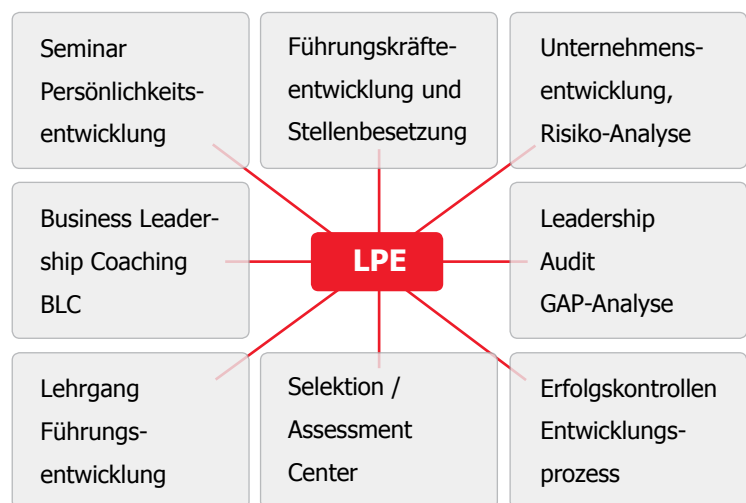 Seminar
Persönlichkeits-
entwicklung
Führungskräfte-
entwicklung und
Stellenbesetzung
Unternehmens-
entwicklung,
Risiko-Analyse
Business Leader-
ship Coaching
BLC
LPE
Leadership
Audit
GAP-Analyse
Lehrgang
Führungs-
entwicklung
Selektion /
Assessment
Center
Erfolgskontrollen
Entwicklungs-
prozess